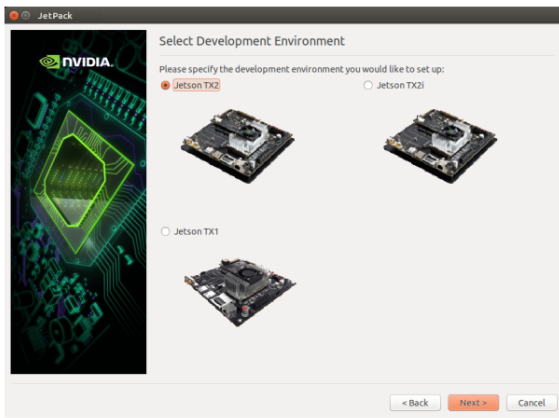 JetPack
NVIDIA.
Select Development Environment
Please specify the development environment you would like to set up:
Jetson TX2
Jetson TX2i
Jetson TX1
< Back
Next >
Cancel